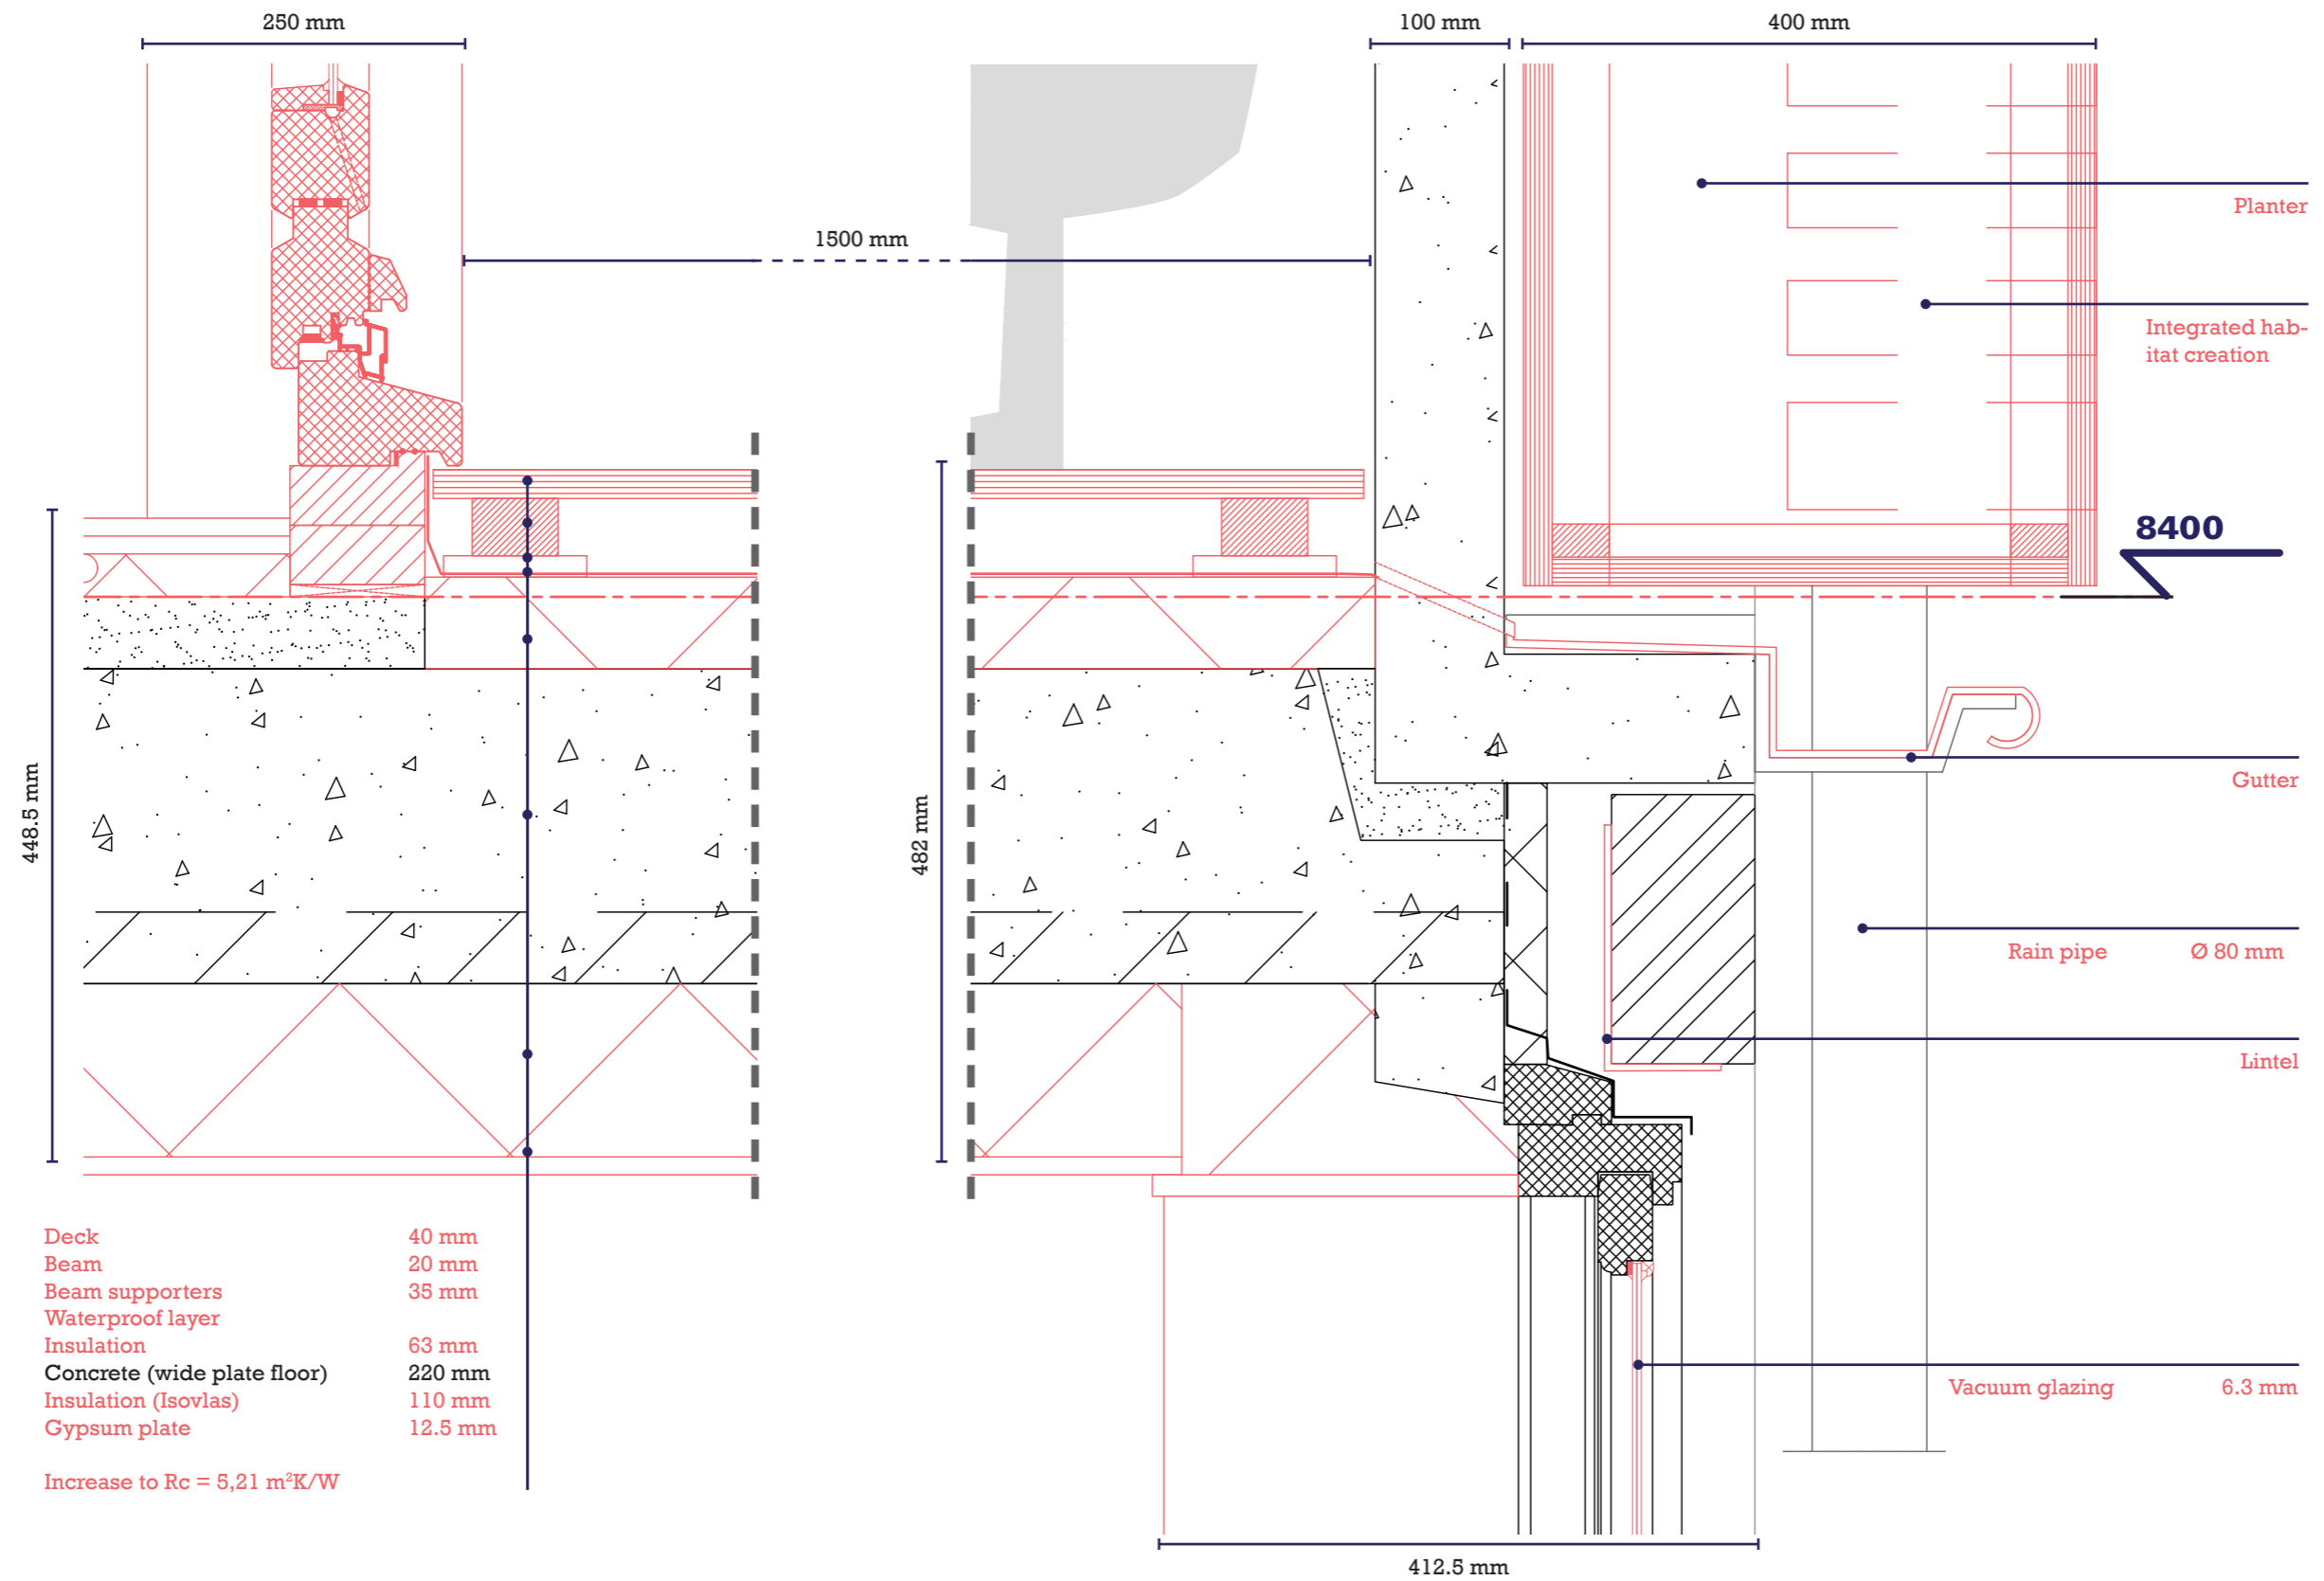 250 mm
100 mm
400 mm
1500 mm
Planter
Integrated hab-
itat creation
8400
Gutter
448.5 mm
482 mm
Rain pipe Ø 80 mm
Lintel
Vacuum glazing 6.3 mm
Deck 40 mm
Beam 20 mm
Beam supporters 35 mm
Waterproof layer
Insulation 63 mm
Concrete (wide plate floor) 220 mm
Insulation (Isovlas) 110 mm
Gypsum plate 12.5 mm
Increase to Rc = 5,21 m²K/W
412.5 mm